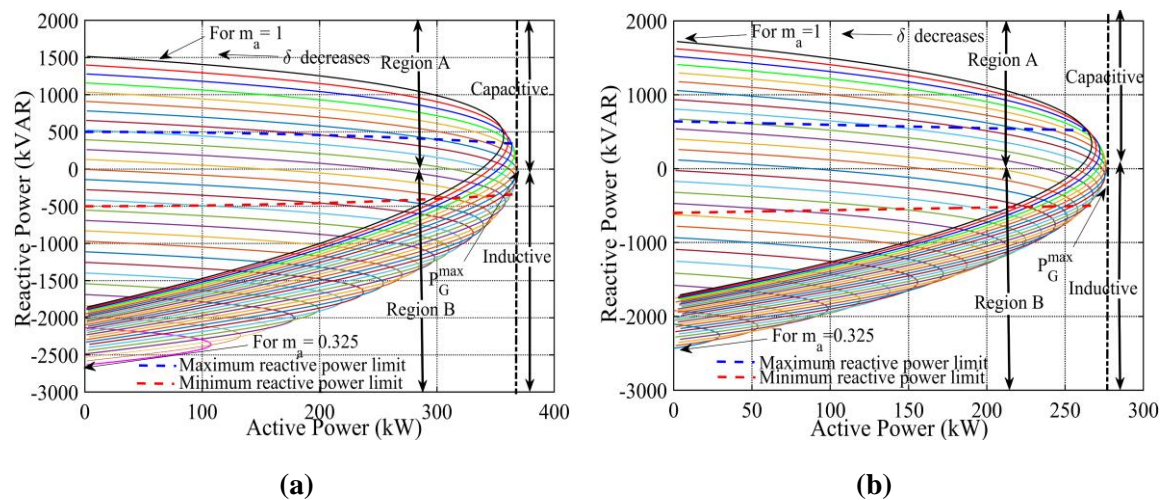 2000
1500
1000
500
0
-500
-1000
-1500
-2000
-2500
-3000
Reactive Power (kVAR)
For m_a = 1
δ decreases
Region A
Capacitive
Inductive
P_G^max
Region B
For m_a = 0.325
Maximum reactive power limit
Minimum reactive power limit
0 100 200 300 400
Active Power (kW)
(a)
2000
1000
0
-1000
-2000
-3000
Reactive Power (kVAR)
For m_a=1
δ decreases
Region A
Capacitive
P_G^max
Inductive
Region B
For m_a=0.325
Maximum reactive power limit
Minimum reactive power limit
0 50 100 150 200 250 300
Active Power (kW)
(b)